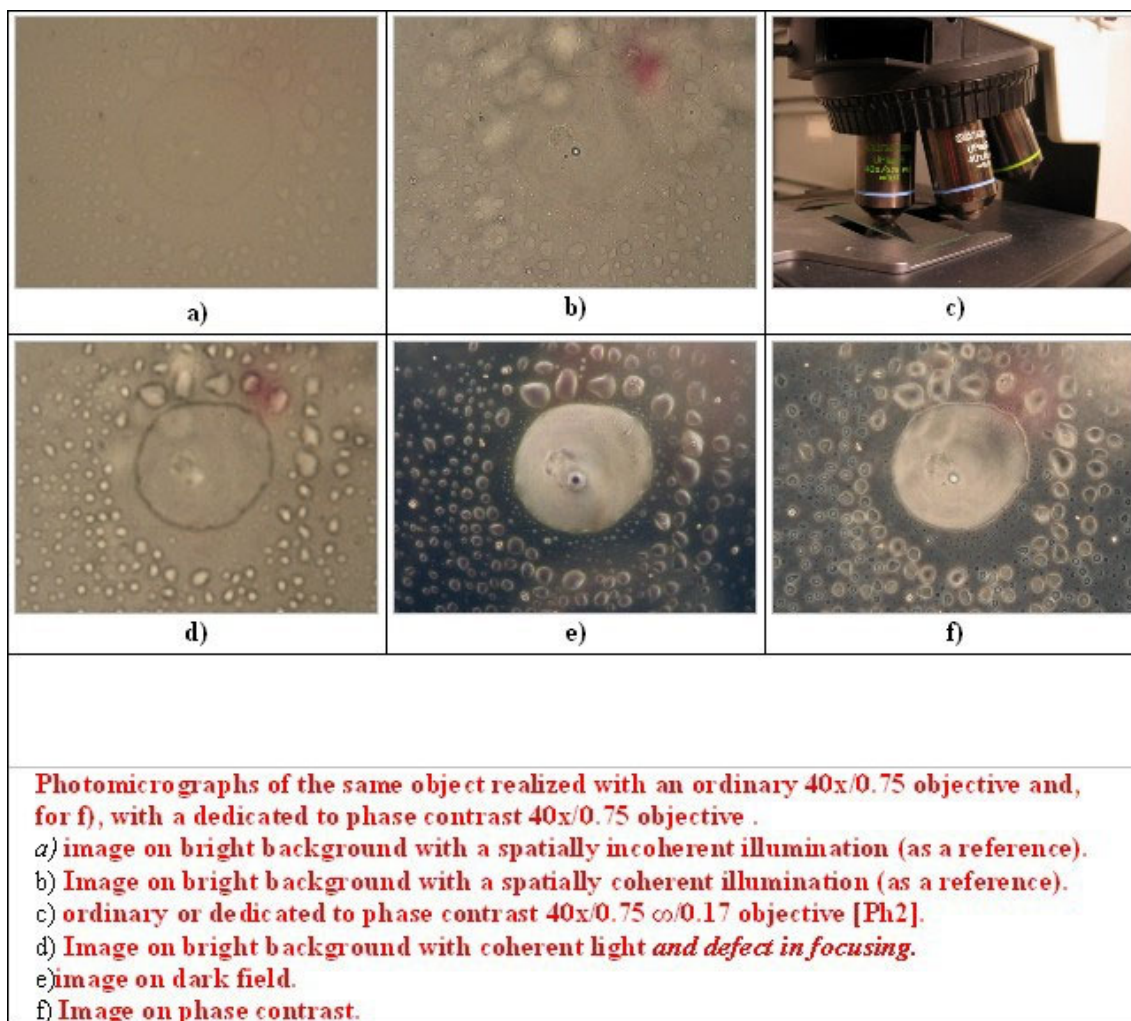 a)
b)
c)
d)
e)
f)
Photomicrographs of the same object realized with an ordinary 40x/0.75 objective and,
for f), with a dedicated to phase contrast 40x/0.75 objective .
a) image on bright background with a spatially incoherent illumination (as a reference).
b) Image on bright background with a spatially coherent illumination (as a reference).
c) ordinary or dedicated to phase contrast 40x/0.75 ∞/0.17 objective [Ph2].
d) Image on bright background with coherent light and defect in focusing.
e)image on dark field.
f) Image on phase contrast.